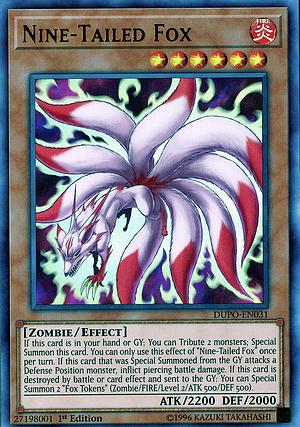 NINE-TAILED FOX
FIRE
炎
DUPO-EN031
[ZOMBIE/EFFECT]
If this card is in your hand or GY: You can Tribute 2 monsters; Special
Summon this card. You can only use this effect of "Nine-Tailed Fox" once
per turn. If this card that was Special Summoned from the GY attacks a
Defense Position monster, inflict piercing battle damage. If this card is
destroyed by battle or card effect and sent to the GY: You can Special
Summon 2 "Fox Tokens" (Zombie/FIRE/Level 2/ATK 500/DEF 500).
ATK/2200 DEF/2000
27198001 1st Edition ©1996 KAZUKI TAKAHASHI